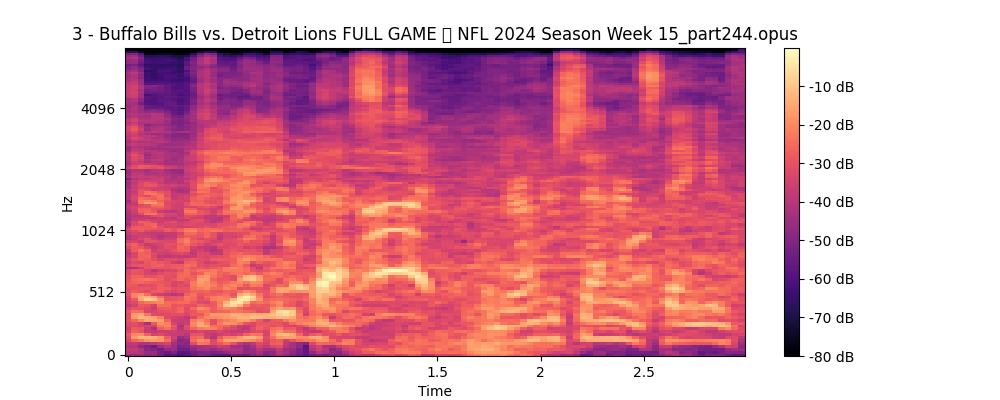 3 - Buffalo Bills vs. Detroit Lions FULL GAME ▯ NFL 2024 Season Week 15_part244.opus
Hz
4096
2048
1024
512
0
0 0.5 1 1.5 2 2.5
Time
-10 dB
-20 dB
-30 dB
-40 dB
-50 dB
-60 dB
-70 dB
-80 dB